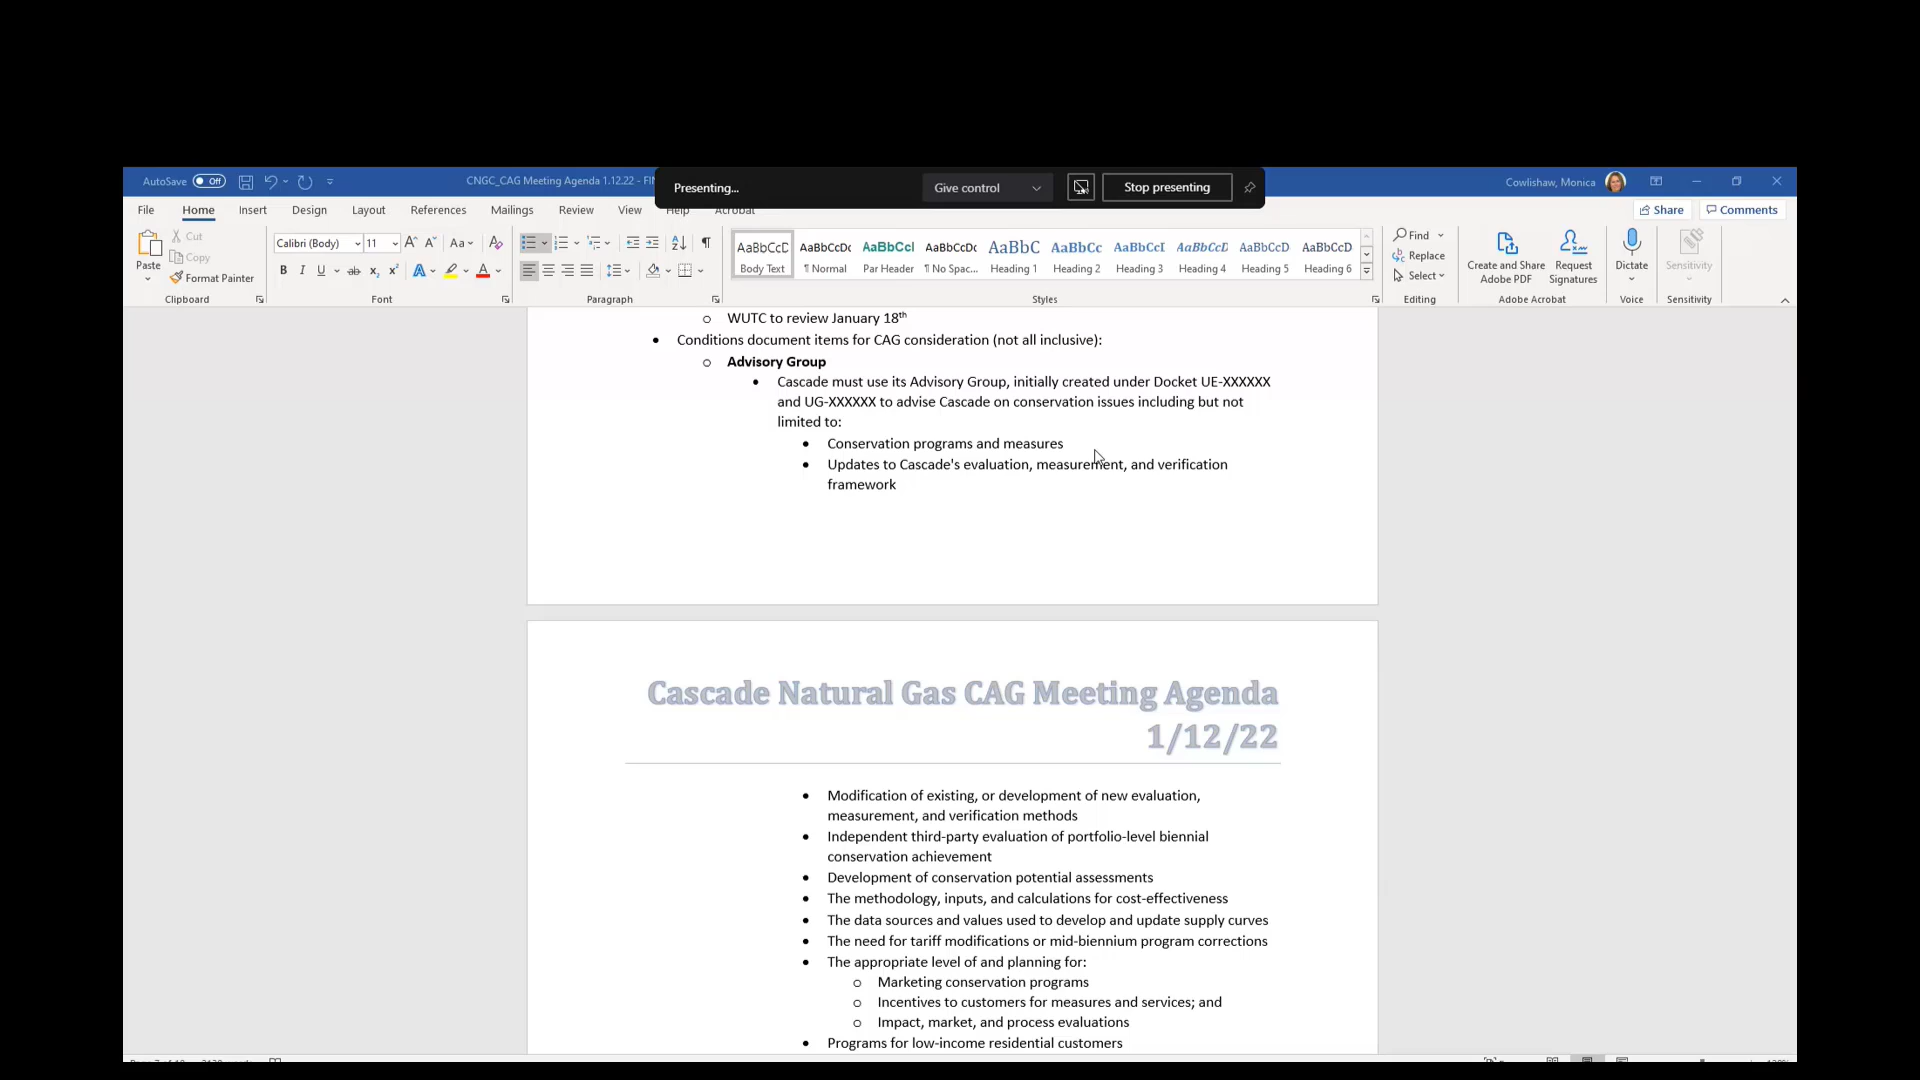 Presenting...
Give control
Stop presenting
AutoSave Off
CNGC_CAG Meeting Agenda 1.12.22 -
Cowlishaw, Monica
File Home Insert Design Layout References Mailings Review View Help Acrobat
Share Comments
Paste
Cut
Copy
Format Painter
Clipboard
Calibri (Body) 11
Font
Paragraph
AaBbCcD AaBbCcDc AaBbCcI AaBbCcDc AaBbC AaBbCc AaBbCcI AaBbCcD AaBbCcD AaBbCcD
Body Text ¶ Normal Par Header ¶ No Spac... Heading 1 Heading 2 Heading 3 Heading 4 Heading 5 Heading 6
Styles
Find
Replace
Select
Editing
Create and Share
Adobe PDF
Request
Signatures
Adobe Acrobat
Dictate
Voice
Sensitivity
Sensitivity
o WUTC to review January 18th
• Conditions document items for CAG consideration (not all inclusive):
o Advisory Group
• Cascade must use its Advisory Group, initially created under Docket UE-XXXXXX
and UG-XXXXXX to advise Cascade on conservation issues including but not
limited to:
• Conservation programs and measures
• Updates to Cascade's evaluation, measurement, and verification
framework
Cascade Natural Gas CAG Meeting Agenda
1/12/22
• Modification of existing, or development of new evaluation,
measurement, and verification methods
• Independent third-party evaluation of portfolio-level biennial
conservation achievement
• Development of conservation potential assessments
• The methodology, inputs, and calculations for cost-effectiveness
• The data sources and values used to develop and update supply curves
• The need for tariff modifications or mid-biennium program corrections
• The appropriate level of and planning for:
o Marketing conservation programs
o Incentives to customers for measures and services; and
o Impact, market, and process evaluations
• Programs for low-income residential customers